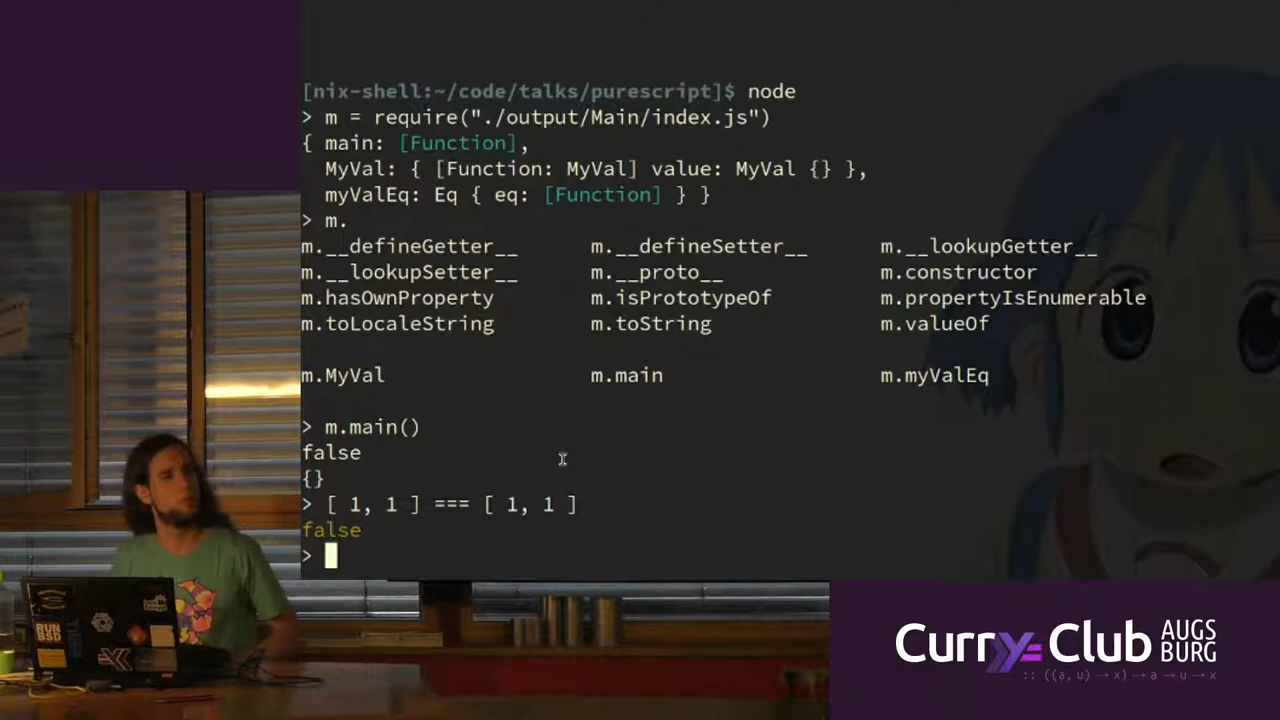 [nix-shell:~/code/talks/purescript]$ node
> m = require("./output/Main/index.js")
{ main: [Function],
  MyVal: { [Function: MyVal] value: MyVal {} },
  myValEq: Eq { eq: [Function] } }
> m.
m.__defineGetter__ m.__defineSetter__ m.__lookupGetter__
m.__lookupSetter__ m.__proto__ m.constructor
m.hasOwnProperty m.isPrototypeOf m.propertyIsEnumerable
m.toLocaleString m.toString m.valueOf
m.MyVal m.main m.myValEq
> m.main()
false
{}
> [ 1, 1 ] === [ 1, 1 ]
false
>
RUN
BSD
Curry Club AUGS
BURG
:: ((a, u) → x) → a → u → x